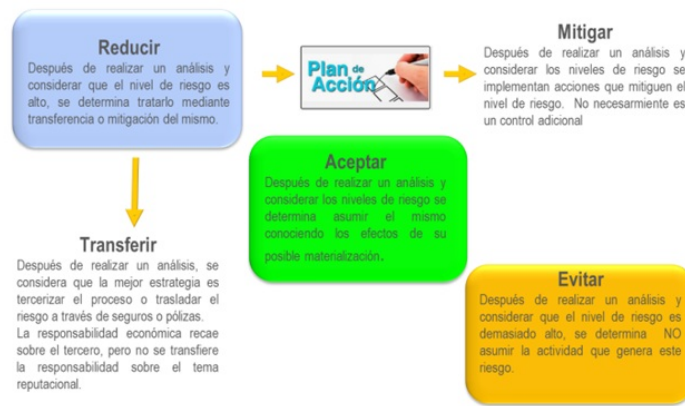 Reducir
Después de realizar un análisis y
considerar que el nivel de riesgo es
alto, se determina tratarlo mediante
transferencia o mitigación del mismo.
Plan de
Acción
Mitigar
Después de realizar un análisis y
considerar los niveles de riesgo se
implementan acciones que mitiguen el
nivel de riesgo. No necesarmiente es
un control adicional
Aceptar
Después de realizar un análisis y
considerar los niveles de riesgo se
determina asumir el mismo
conociendo los efectos de su
posible materialización.
Transferir
Después de realizar un análisis, se
considera que la mejor estrategia es
tercerizar el proceso o trasladar el
riesgo a través de seguros o pólizas.
La responsabilidad económica recae
sobre el tercero, pero no se transfiere
la responsabilidad sobre el tema
reputacional.
Evitar
Después de realizar un análisis y
considerar que el nivel de riesgo es
demasiado alto, se determina NO
asumir la actividad que genera este
riesgo.